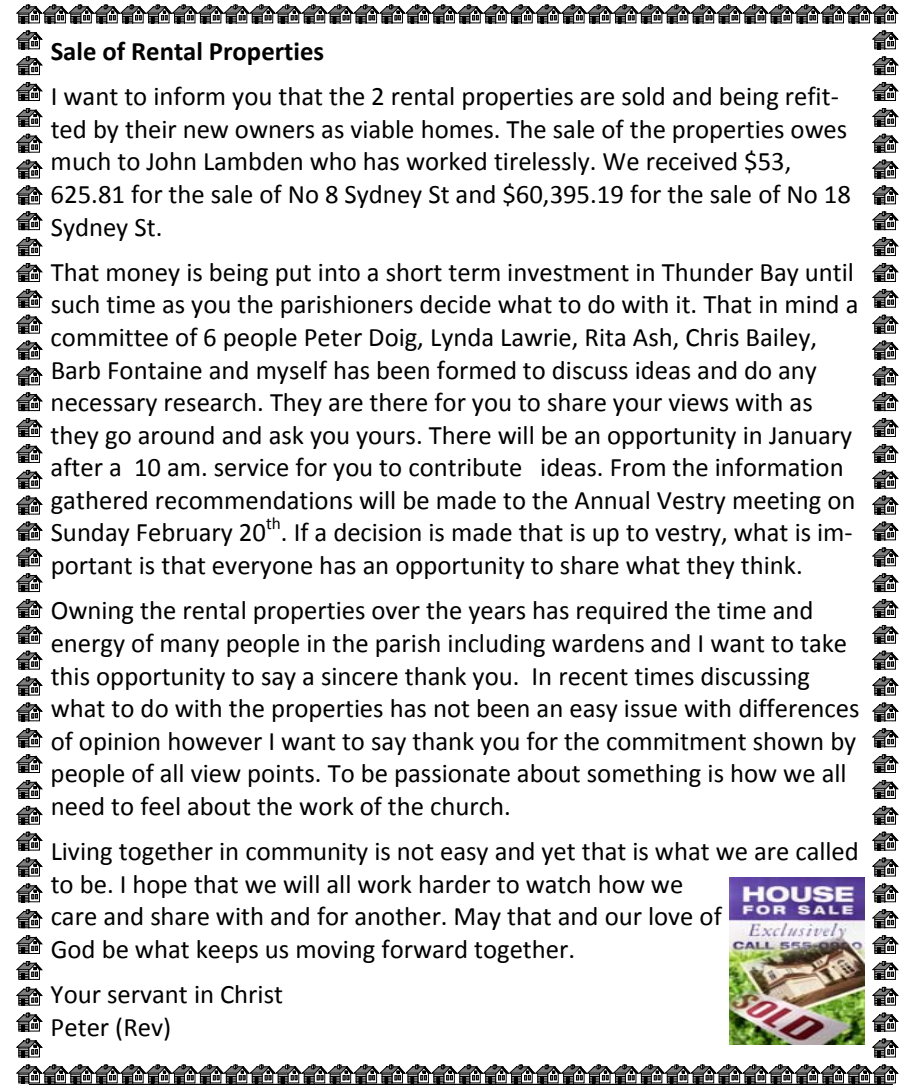 Sale of Rental Properties
I want to inform you that the 2 rental properties are sold and being refit-
ted by their new owners as viable homes. The sale of the properties owes
much to John Lambden who has worked tirelessly. We received $53,
625.81 for the sale of No 8 Sydney St and $60,395.19 for the sale of No 18
Sydney St.
That money is being put into a short term investment in Thunder Bay until
such time as you the parishioners decide what to do with it. That in mind a
committee of 6 people Peter Doig, Lynda Lawrie, Rita Ash, Chris Bailey,
Barb Fontaine and myself has been formed to discuss ideas and do any
necessary research. They are there for you to share your views with as
they go around and ask you yours. There will be an opportunity in January
after a  10 am. service for you to contribute   ideas. From the information
gathered recommendations will be made to the Annual Vestry meeting on
Sunday February 20th. If a decision is made that is up to vestry, what is im-
portant is that everyone has an opportunity to share what they think.
Owning the rental properties over the years has required the time and
energy of many people in the parish including wardens and I want to take
this opportunity to say a sincere thank you.  In recent times discussing
what to do with the properties has not been an easy issue with differences
of opinion however I want to say thank you for the commitment shown by
people of all view points. To be passionate about something is how we all
need to feel about the work of the church.
Living together in community is not easy and yet that is what we are called
to be. I hope that we will all work harder to watch how we
care and share with and for another. May that and our love of
God be what keeps us moving forward together.
Your servant in Christ
Peter (Rev)
HOUSE
FOR SALE
Exclusively
CALL
SOLD